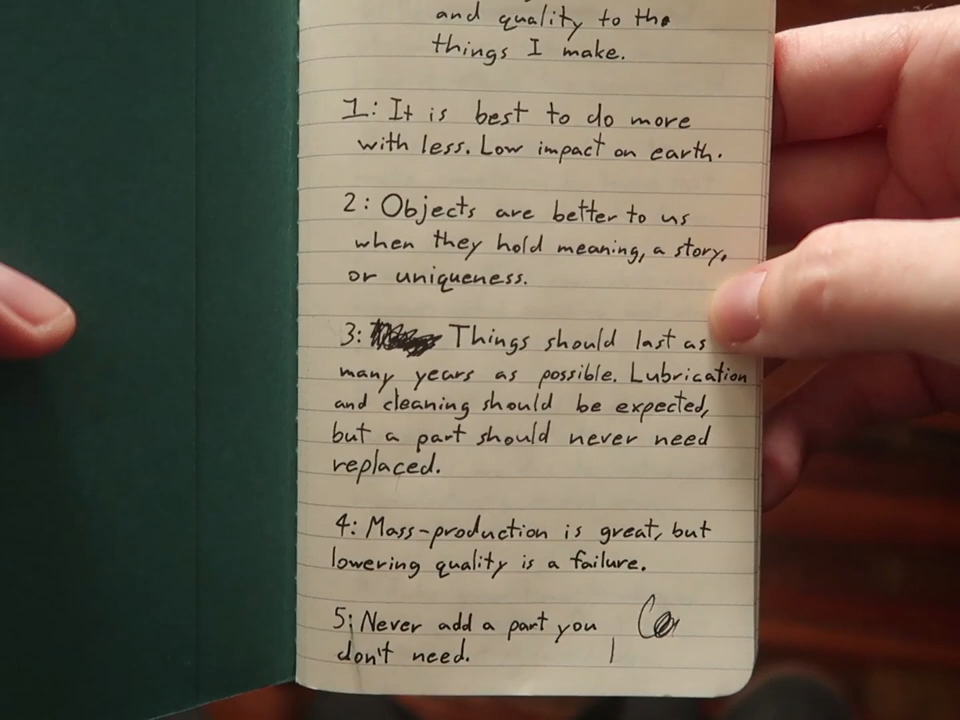 and quality to the
things I make.
1: It is best to do more
with less. Low impact on earth.
2: Objects are better to us
when they hold meaning, a story,
or uniqueness.
3: Things should last as
many years as possible. Lubrication
and cleaning should be expected,
but a part should never need
replaced.
4: Mass-production is great, but
lowering quality is a failure.
5: Never add a part you
don't need.